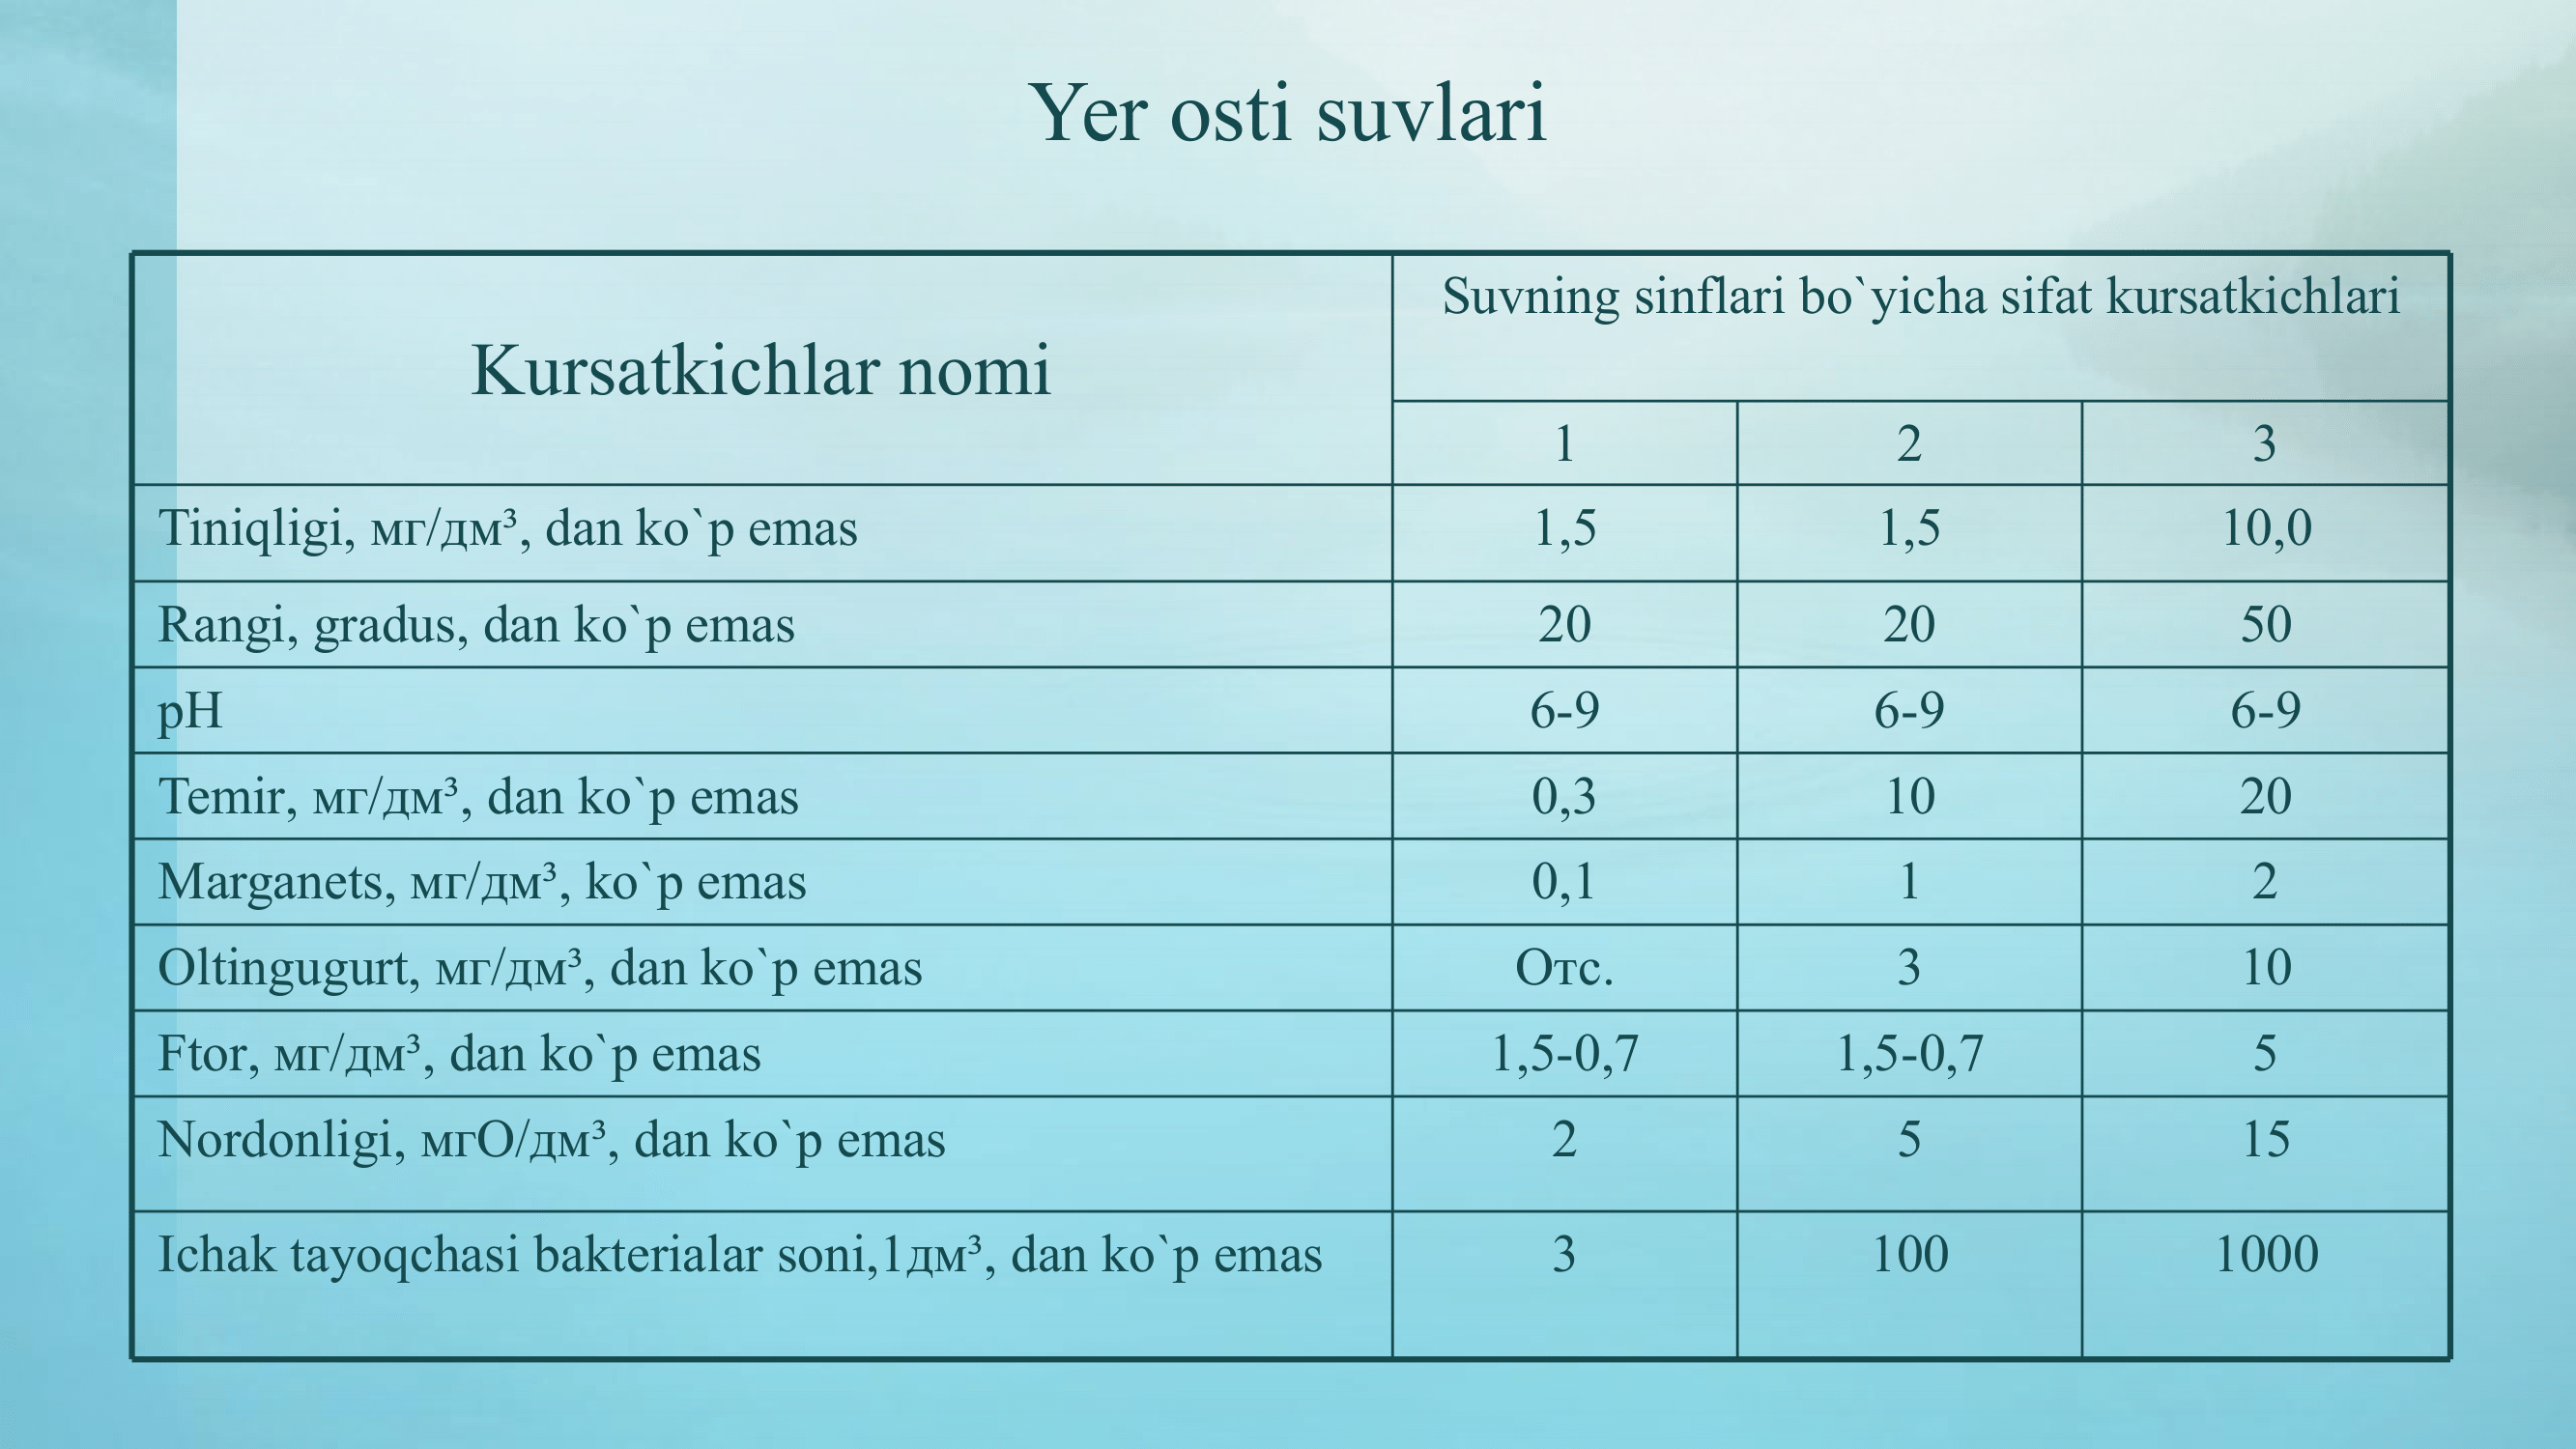 Yer osti suvlari
Kursatkichlar nomi
Suvning sinflari bo`yicha sifat kursatkichlari
1 2 3
Tiniqligi, мг/дм³, dan ko`p emas 1,5 1,5 10,0
Rangi, gradus, dan ko`p emas 20 20 50
pH 6-9 6-9 6-9
Temir, мг/дм³, dan ko`p emas 0,3 10 20
Marganets, мг/дм³, ko`p emas 0,1 1 2
Oltingugurt, мг/дм³, dan ko`p emas Отс. 3 10
Ftor, мг/дм³, dan ko`p emas 1,5-0,7 1,5-0,7 5
Nordonligi, мгО/дм³, dan ko`p emas 2 5 15
Ichak tayoqchasi bakterialar soni,1дм³, dan ko`p emas 3 100 1000